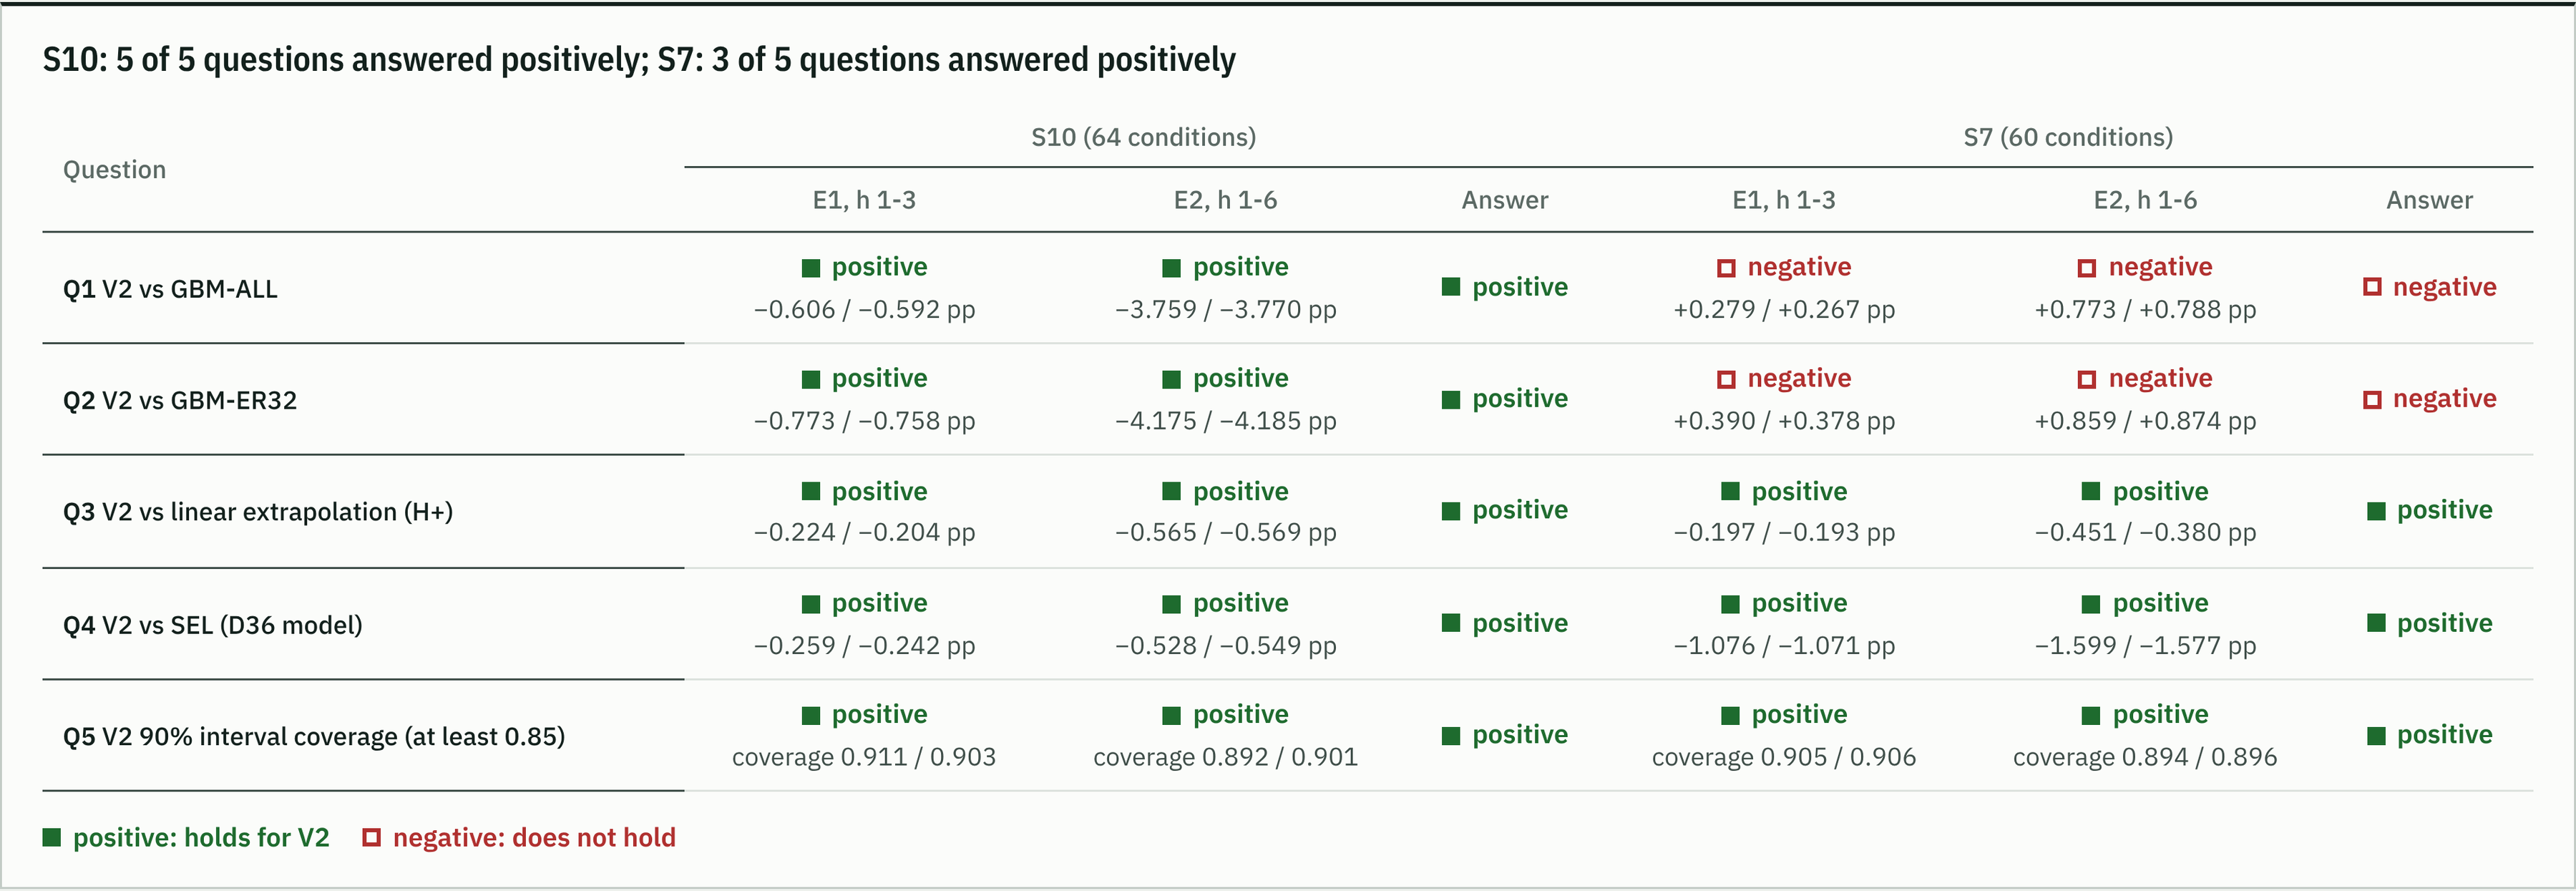 S10: 5 of 5 questions answered positively; S7: 3 of 5 questions answered positively
Question
S10 (64 conditions)
S7 (60 conditions)
E1, h 1-3
E2, h 1-6
Answer
E1, h 1-3
E2, h 1-6
Answer
Q1 V2 vs GBM-ALL
positive
−0.606 / −0.592 pp
positive
−3.759 / −3.770 pp
positive
negative
+0.279 / +0.267 pp
negative
+0.773 / +0.788 pp
negative
Q2 V2 vs GBM-ER32
positive
−0.773 / −0.758 pp
positive
−4.175 / −4.185 pp
positive
negative
+0.390 / +0.378 pp
negative
+0.859 / +0.874 pp
negative
Q3 V2 vs linear extrapolation (H+)
positive
−0.224 / −0.204 pp
positive
−0.565 / −0.569 pp
positive
positive
−0.197 / −0.193 pp
positive
−0.451 / −0.380 pp
positive
Q4 V2 vs SEL (D36 model)
positive
−0.259 / −0.242 pp
positive
−0.528 / −0.549 pp
positive
positive
−1.076 / −1.071 pp
positive
−1.599 / −1.577 pp
positive
Q5 V2 90% interval coverage (at least 0.85)
positive
coverage 0.911 / 0.903
positive
coverage 0.892 / 0.901
positive
positive
coverage 0.905 / 0.906
positive
coverage 0.894 / 0.896
positive
positive: holds for V2
negative: does not hold